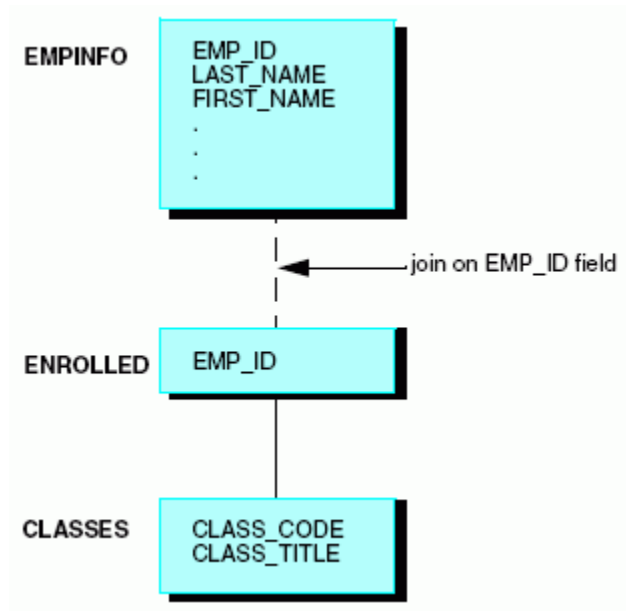 EMPINFO
EMP_ID
LAST_NAME
FIRST_NAME
.
.
.
join on EMP_ID field
ENROLLED
EMP_ID
CLASSES
CLASS_CODE
CLASS_TITLE